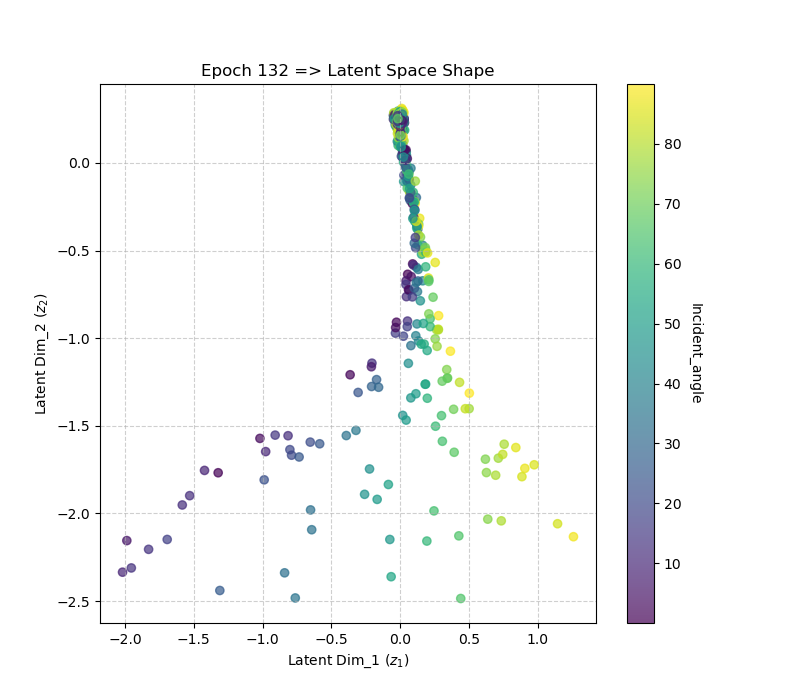 Epoch 132 => Latent Space Shape
0.0
−0.5
−1.0
−1.5
−2.0
−2.5
Latent Dim_2 (z₂)
−2.0 −1.5 −1.0 −0.5 0.0 0.5 1.0
Latent Dim_1 (z₁)
80
70
60
50
40
30
20
10
Incident_angle